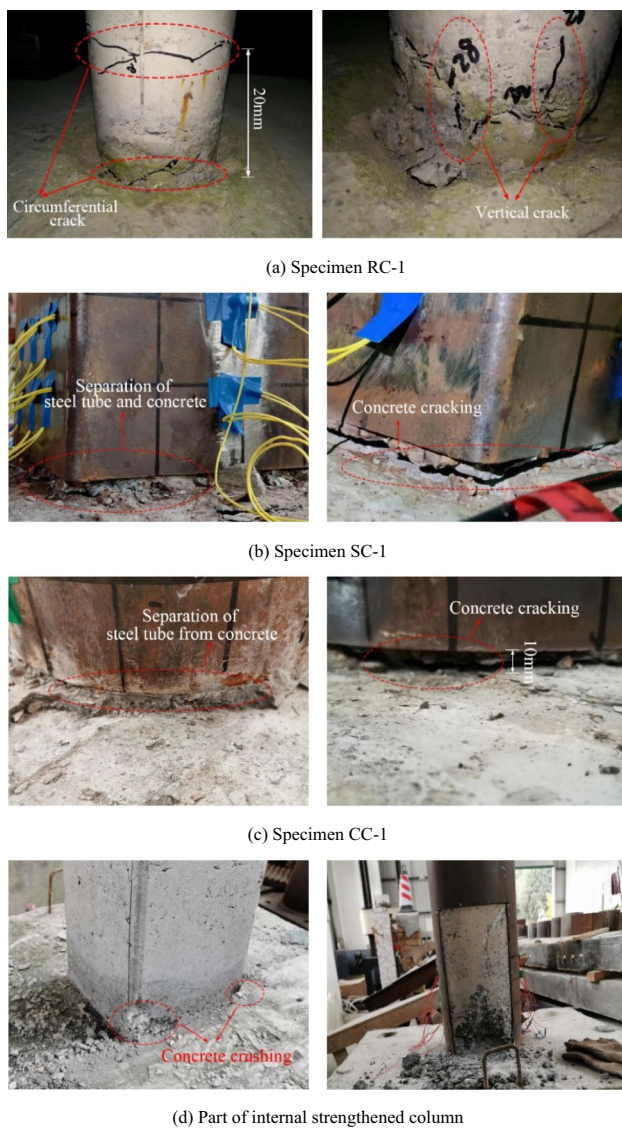 20mm
Circumferential
crack
28
Vertical crack
(a) Specimen RC-1
Separation of
steel tube and concrete
Concrete cracking
(b) Specimen SC-1
Separation of
steel tube from concrete
Concrete cracking
10mm
(c) Specimen CC-1
Concrete crushing
(d) Part of internal strengthened column